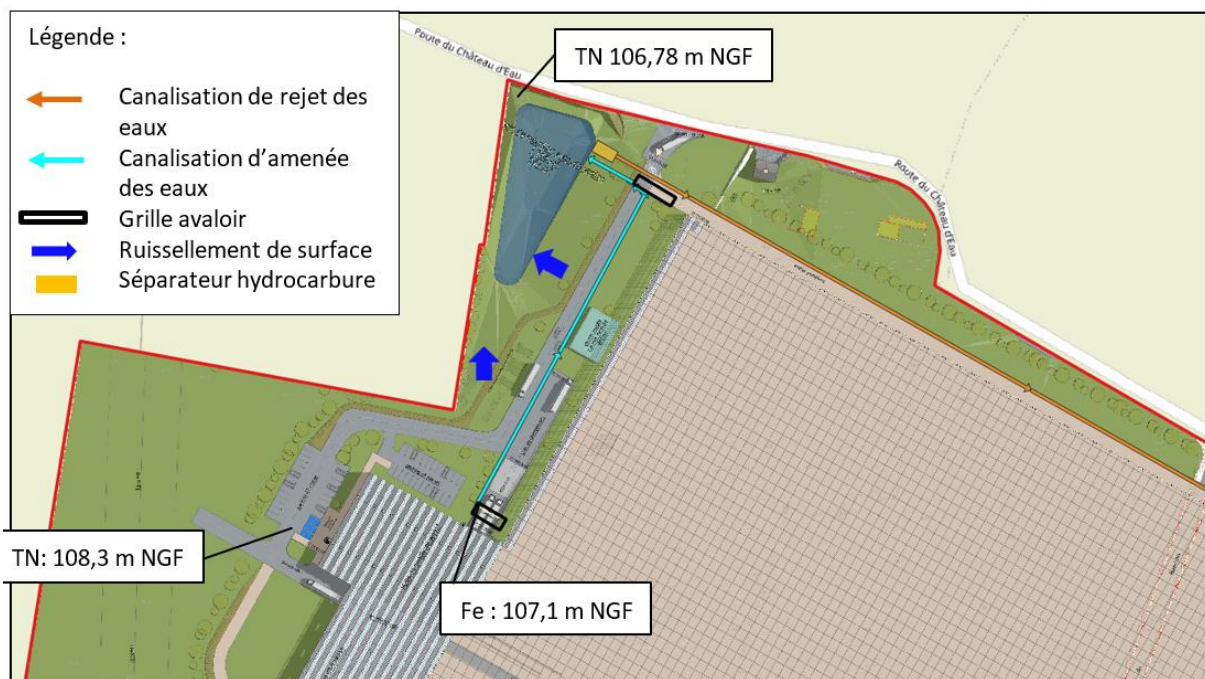 Légende :
Canalisation de rejet des
eaux
Canalisation d'amenée
des eaux
Grille avaloir
Ruissellement de surface
Séparateur hydrocarbure
Route du Château d'Eau
TN 106,78 m NGF
Route du Château d'Eau
TN: 108,3 m NGF
Fe : 107,1 m NGF